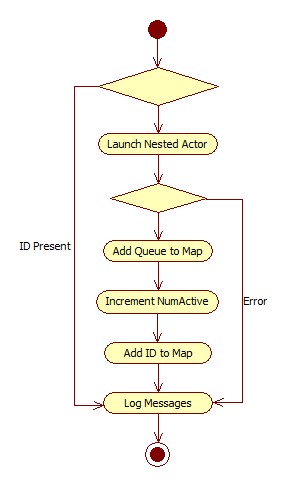 Launch Nested Actor
ID Present
Add Queue to Map
Increment NumActive
Error
Add ID to Map
Log Messages